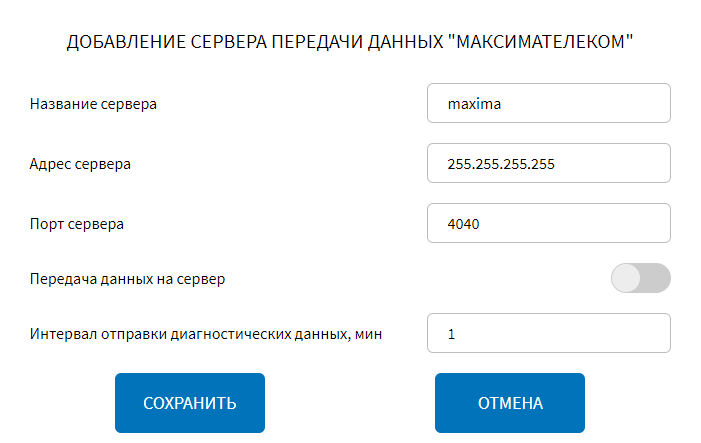 ДОБАВЛЕНИЕ СЕРВЕРА ПЕРЕДАЧИ ДАННЫХ "МАКСИМАТЕЛЕКОМ"
Название сервера maxima
Адрес сервера 255.255.255.255
Порт сервера 4040
Передача данных на сервер
Интервал отправки диагностических данных, мин 1
СОХРАНИТЬ ОТМЕНА